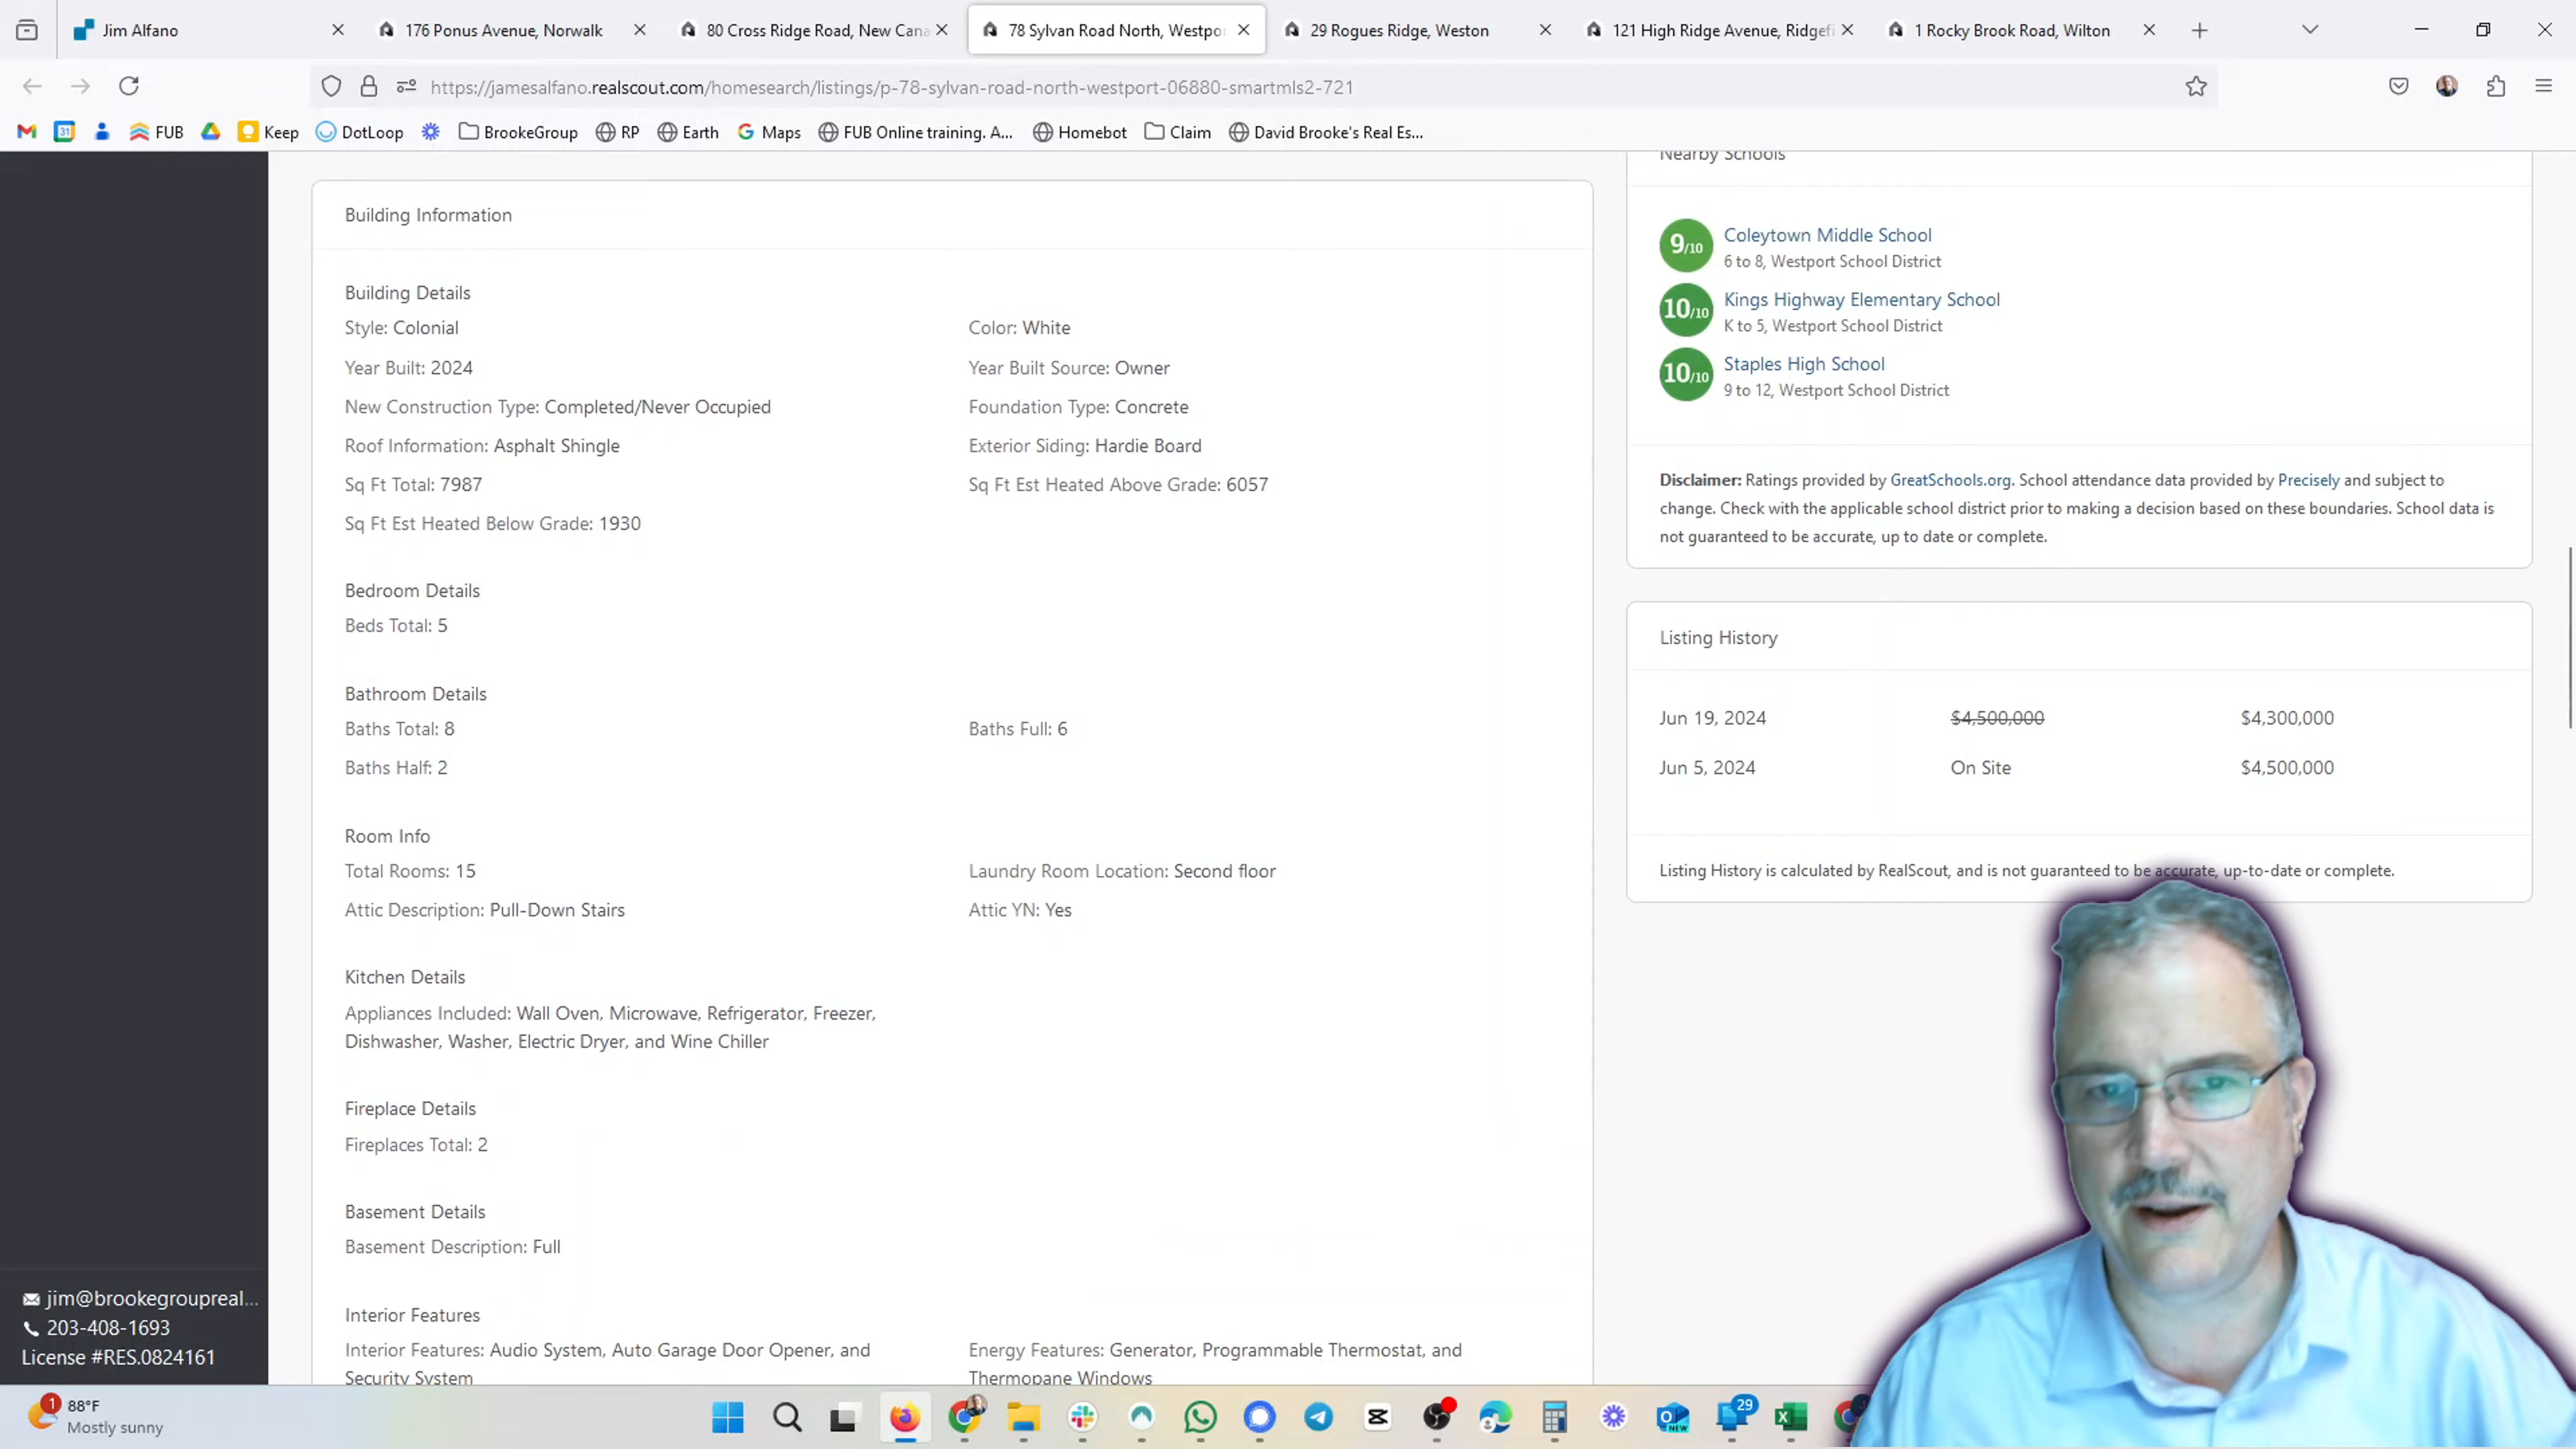 Jim Alfano
176 Ponus Avenue, Norwalk
80 Cross Ridge Road, New Cana
78 Sylvan Road North, Westpo
29 Rogues Ridge, Weston
121 High Ridge Avenue, Ridgefi
1 Rocky Brook Road, Wilton
https://jamesalfano.realscout.com/homesearch/listings/p-78-sylvan-road-north-westport-06880-smartmls2-721
31
FUB
Keep
DotLoop
BrookeGroup
RP
Earth
Maps
FUB Online training. A...
Homebot
Claim
David Brooke's Real Es...
Building Information
Building Details
Style: Colonial
Color: White
Year Built: 2024
Year Built Source: Owner
New Construction Type: Completed/Never Occupied
Foundation Type: Concrete
Roof Information: Asphalt Shingle
Exterior Siding: Hardie Board
Sq Ft Total: 7987
Sq Ft Est Heated Above Grade: 6057
Sq Ft Est Heated Below Grade: 1930
Bedroom Details
Beds Total: 5
Bathroom Details
Baths Total: 8
Baths Full: 6
Baths Half: 2
Room Info
Total Rooms: 15
Laundry Room Location: Second floor
Attic Description: Pull-Down Stairs
Attic YN: Yes
Kitchen Details
Appliances Included: Wall Oven, Microwave, Refrigerator, Freezer,
Dishwasher, Washer, Electric Dryer, and Wine Chiller
Fireplace Details
Fireplaces Total: 2
Basement Details
Basement Description: Full
Interior Features
Interior Features: Audio System, Auto Garage Door Opener, and
Security System
Energy Features: Generator, Programmable Thermostat, and
Thermopane Windows
Nearby Schools
9/10
Coleytown Middle School
6 to 8, Westport School District
10/10
Kings Highway Elementary School
K to 5, Westport School District
10/10
Staples High School
9 to 12, Westport School District
Disclaimer: Ratings provided by GreatSchools.org. School attendance data provided by Precisely and subject to
change. Check with the applicable school district prior to making a decision based on these boundaries. School data is
not guaranteed to be accurate, up to date or complete.
Listing History
Jun 19, 2024
$4,500,000
$4,300,000
Jun 5, 2024
On Site
$4,500,000
Listing History is calculated by RealScout, and is not guaranteed to be accurate, up-to-date or complete.
jim@brookegroupreal...
203-408-1693
License #RES.0824161
1
88°F
Mostly sunny
NEW
29